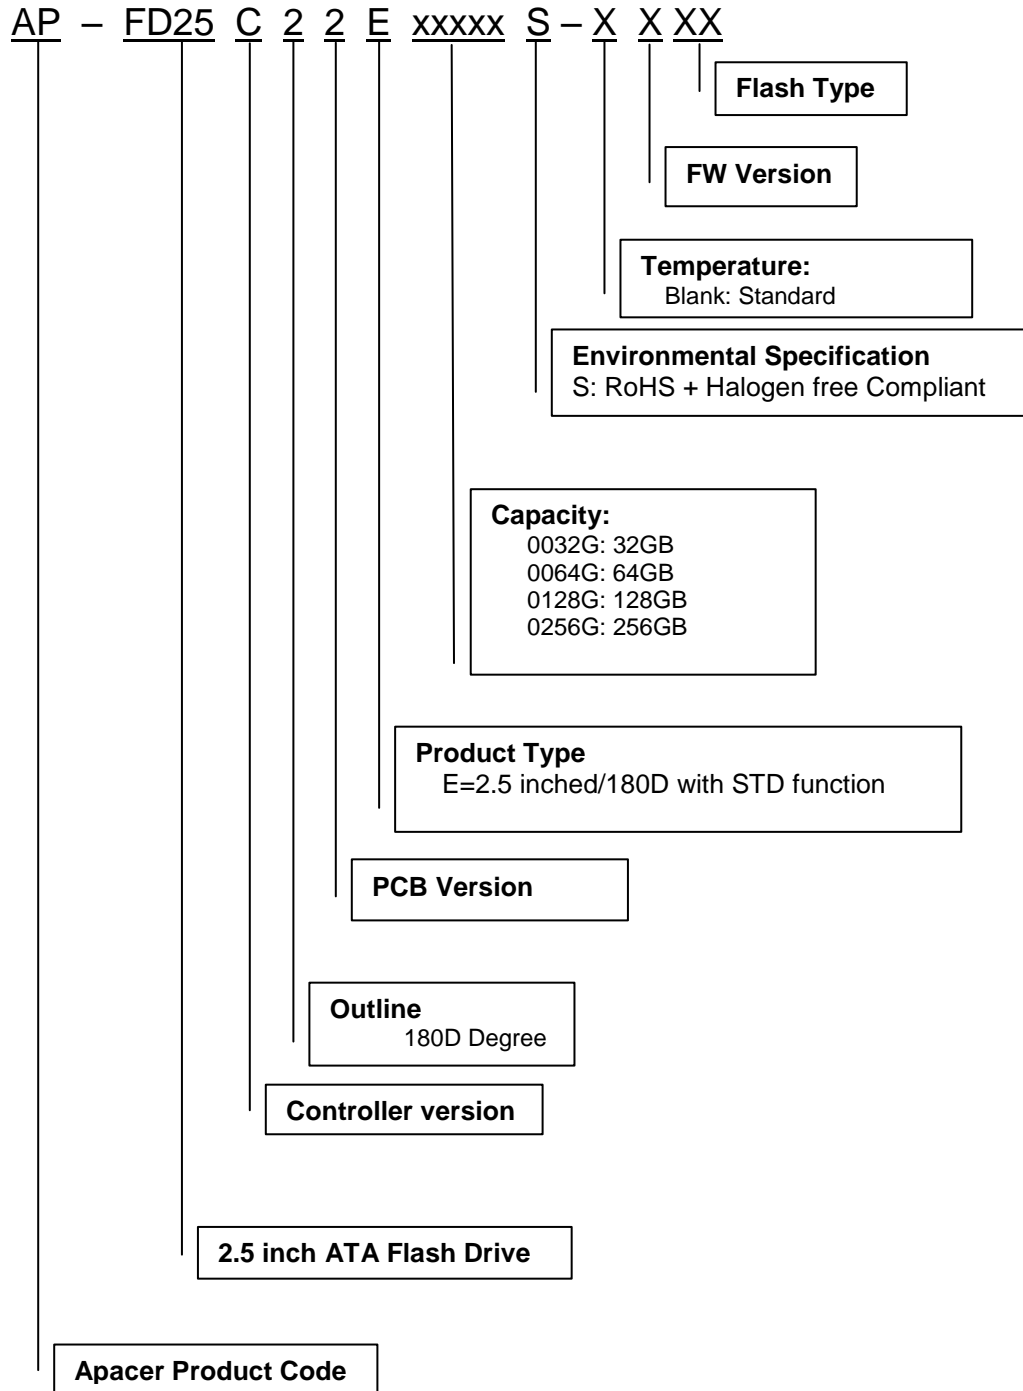 AP – FD25 C 2 2 E xxxxx S – X X XX
Flash Type
FW Version
Temperature:
Blank: Standard
Environmental Specification
S: RoHS + Halogen free Compliant
Capacity:
0032G: 32GB
0064G: 64GB
0128G: 128GB
0256G: 256GB
Product Type
E=2.5 inched/180D with STD function
PCB Version
Outline
180D Degree
Controller version
2.5 inch ATA Flash Drive
Apacer Product Code